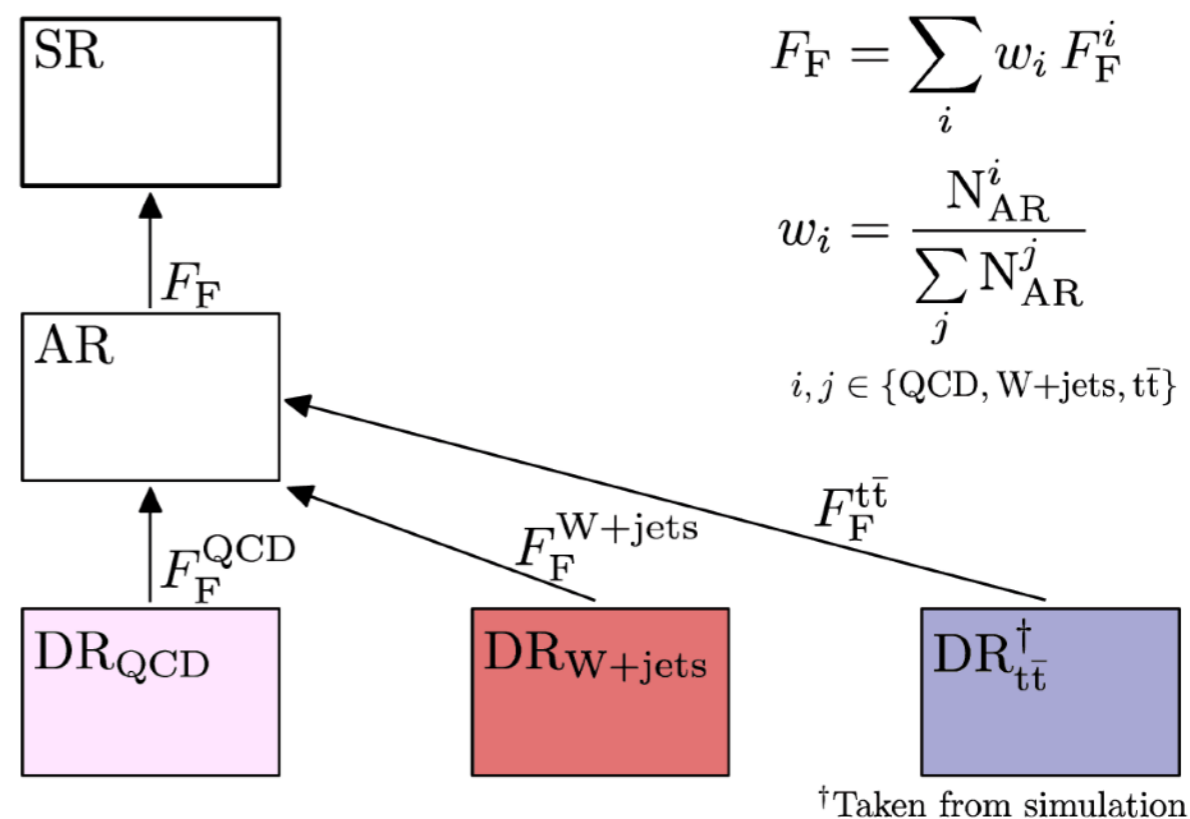 SR
F_F = ∑_i w_i F_F^i
w_i = N_AR^i / ∑_j N_AR^j
i, j ∈ {QCD, W+jets, tt̄}
F_F
AR
F_F^QCD
F_F^W+jets
F_F^tt̄
DR_QCD
DR_W+jets
DR_tt̄^†
†Taken from simulation